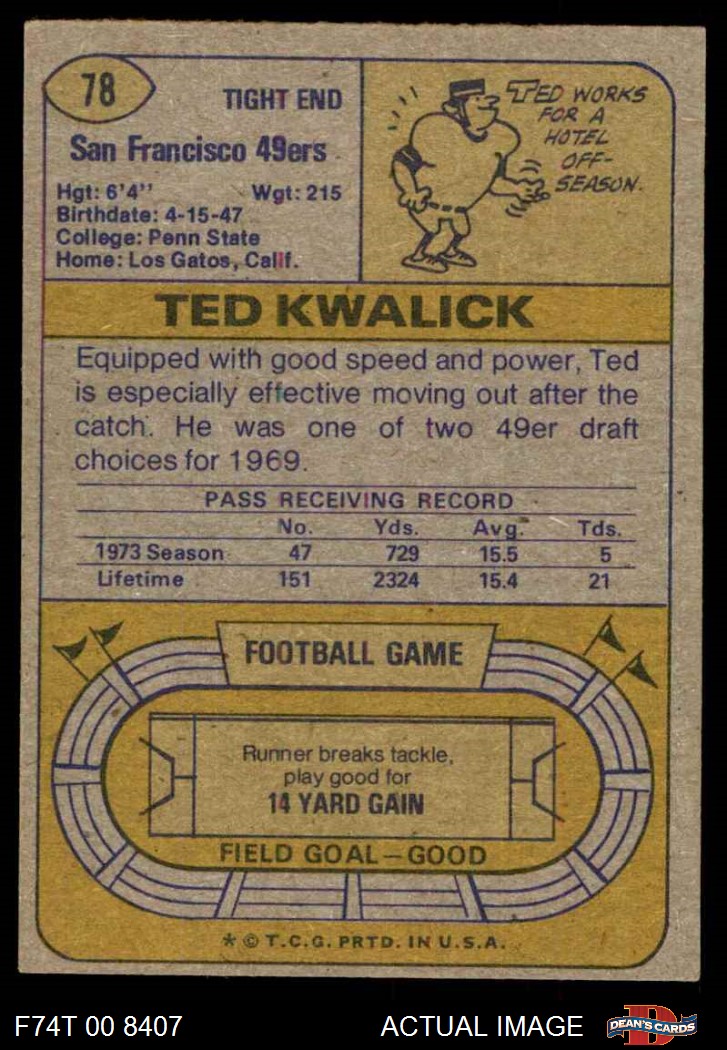 78
TIGHT END
San Francisco 49ers
Hgt: 6'4" Wgt: 215
Birthdate: 4-15-47
College: Penn State
Home: Los Gatos, Calif.
TED WORKS
FOR A
HOTEL
OFF-
SEASON.
TED KWALICK
Equipped with good speed and power, Ted
is especially effective moving out after the
catch. He was one of two 49er draft
choices for 1969.
PASS RECEIVING RECORD
No. Yds. Avg. Tds.
1973 Season 47 729 15.5 5
Lifetime 151 2324 15.4 21
FOOTBALL GAME
Runner breaks tackle,
play good for
14 YARD GAIN
FIELD GOAL—GOOD
* © T.C.G. PRTD. IN U.S.A.
F74T 00 8407 ACTUAL IMAGE
D
DEAN'S CARDS